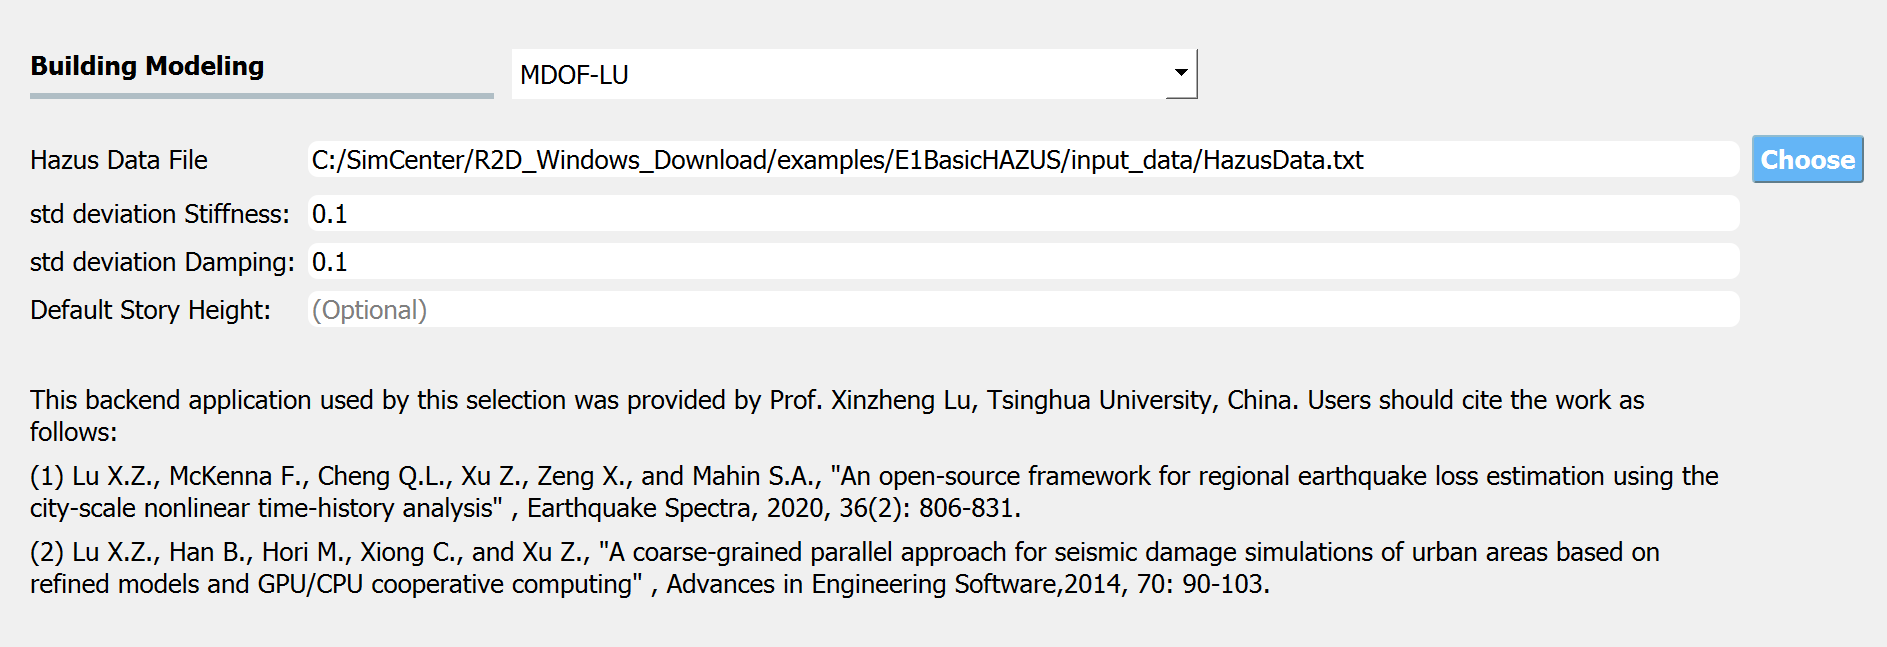 Building Modeling
MDOF-LU
Hazus Data File
C:/SimCenter/R2D_Windows_Download/examples/E1BasicHAZUS/input_data/HazusData.txt
Choose
std deviation Stiffness:
0.1
std deviation Damping:
0.1
Default Story Height:
(Optional)
This backend application used by this selection was provided by Prof. Xinzheng Lu, Tsinghua University, China. Users should cite the work as
follows:
(1) Lu X.Z., McKenna F., Cheng Q.L., Xu Z., Zeng X., and Mahin S.A., "An open-source framework for regional earthquake loss estimation using the
city-scale nonlinear time-history analysis" , Earthquake Spectra, 2020, 36(2): 806-831.
(2) Lu X.Z., Han B., Hori M., Xiong C., and Xu Z., "A coarse-grained parallel approach for seismic damage simulations of urban areas based on
refined models and GPU/CPU cooperative computing" , Advances in Engineering Software,2014, 70: 90-103.